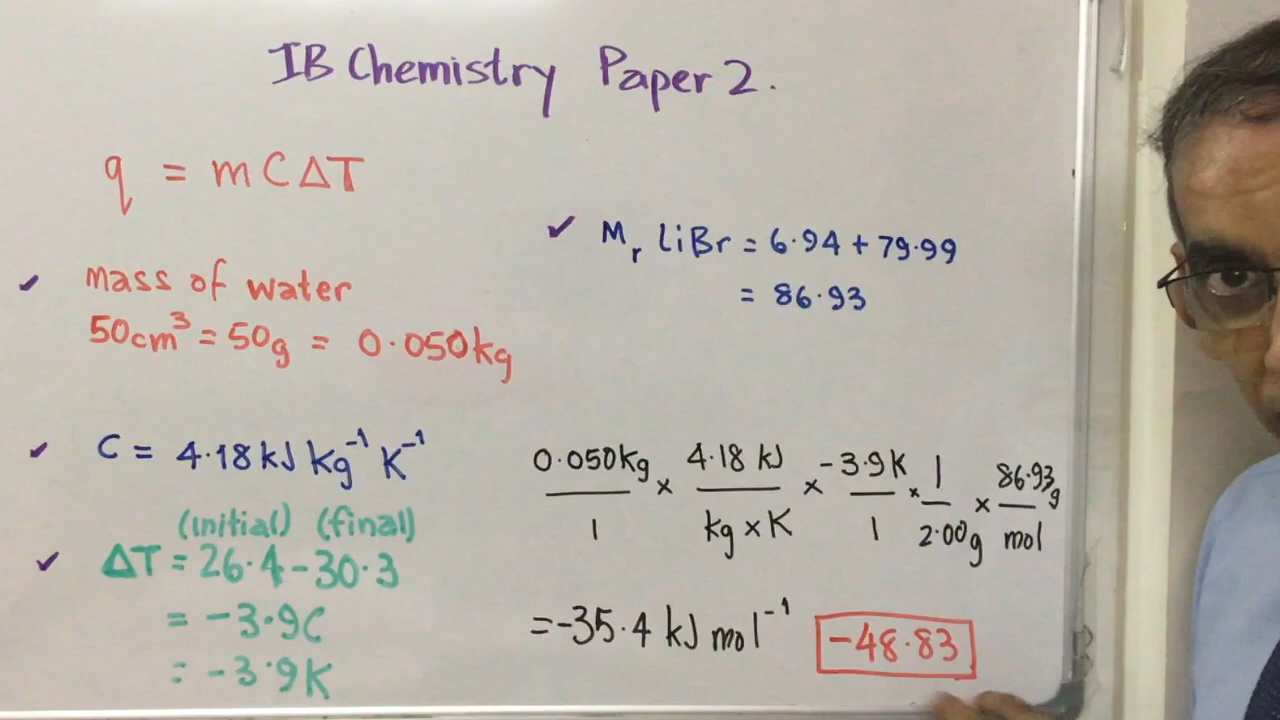 IB Chemistry Paper 2.
q = mCΔT
✓ mass of water
50cm³ = 50g = 0.050kg
✓ C = 4.18 kJ kg⁻¹ K⁻¹
(initial) (final)
✓ ΔT = 26.4 - 30.3
= -3.9C
= -3.9K
✓ Mr LiBr = 6.94 + 79.99
= 86.93
0.050kg/1 × 4.18 kJ/kg × K × -3.9K/1 × 1/2.00g × 86.93g/mol
= -35.4 kJ mol⁻¹ -48.83